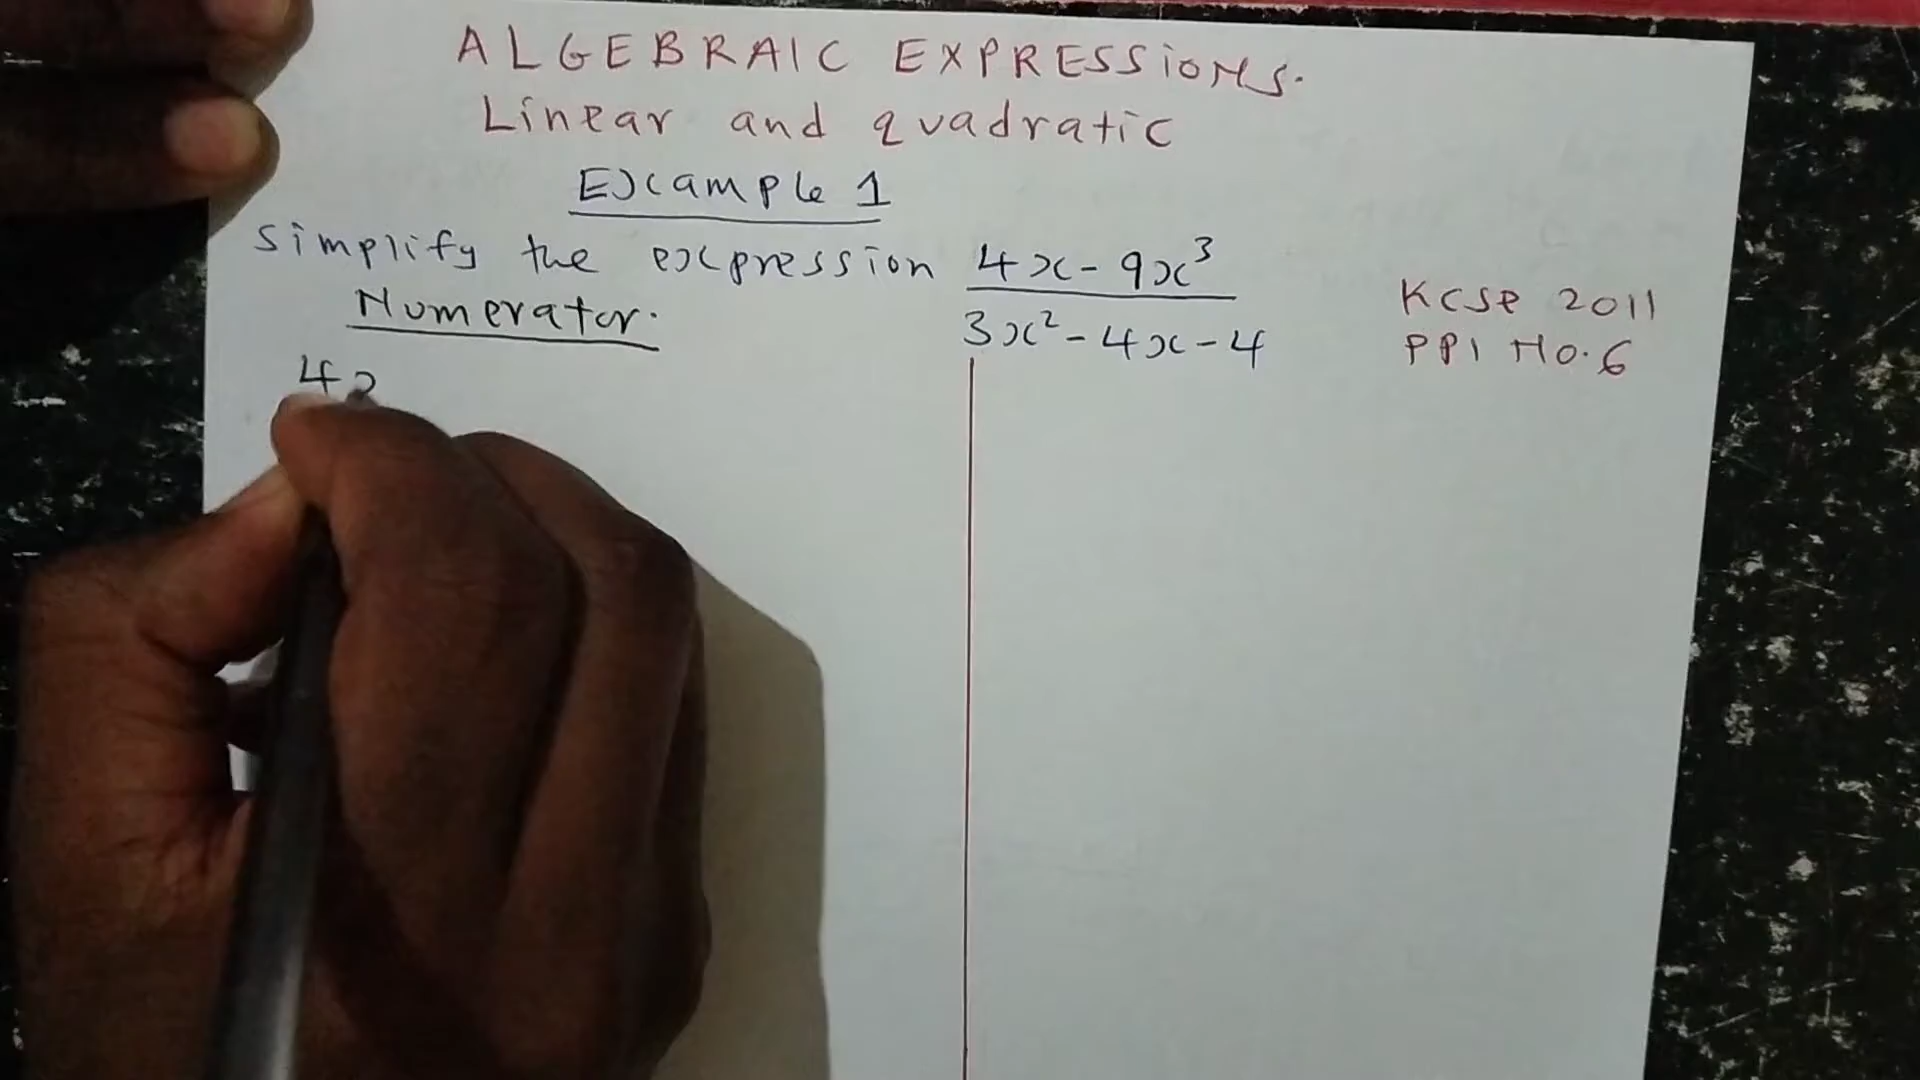 ALGEBRAIC EXPRESSIONS.
Linear and quadratic
Example 1
Simplify the expression 4x - 9x³
3x² - 4x - 4
KCSE 2011
PP1 No. 6
Numerator.
4x